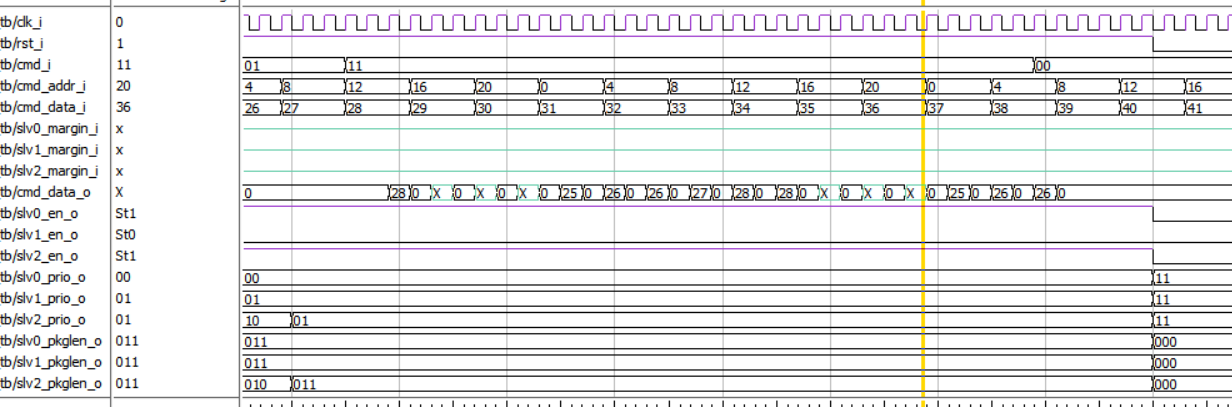 tb/clk_i 0
tb/rst_i 1
tb/cmd_i 11 01 11 00
tb/cmd_addr_i 20 4 8 12 16 20 0 4 8 12 16 20 0 4 8 12 16
tb/cmd_data_i 36 26 27 28 29 30 31 32 33 34 35 36 37 38 39 40 41
tb/slv0_margin_i x
tb/slv1_margin_i x
tb/slv2_margin_i x
tb/cmd_data_o X 0 28 0 X 0 X 0 X 0 25 0 26 0 26 0 27 0 28 0 28 0 X 0 X 0 X 0 25 0 26 0 26 0
tb/slv0_en_o St1
tb/slv1_en_o St0
tb/slv2_en_o St1
tb/slv0_prio_o 00 00 11
tb/slv1_prio_o 01 01 11
tb/slv2_prio_o 01 10 01 11
tb/slv0_pkglen_o 011 011 000
tb/slv1_pkglen_o 011 011 000
tb/slv2_pkglen_o 011 010 011 000